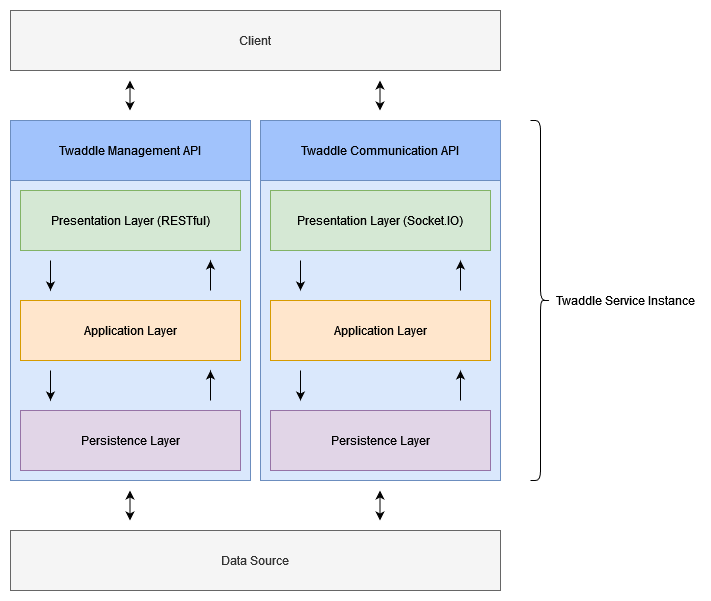 Client
Twaddle Management API
Twaddle Communication API
Presentation Layer (RESTful)
Presentation Layer (Socket.IO)
Application Layer
Application Layer
Twaddle Service Instance
Persistence Layer
Persistence Layer
Data Source